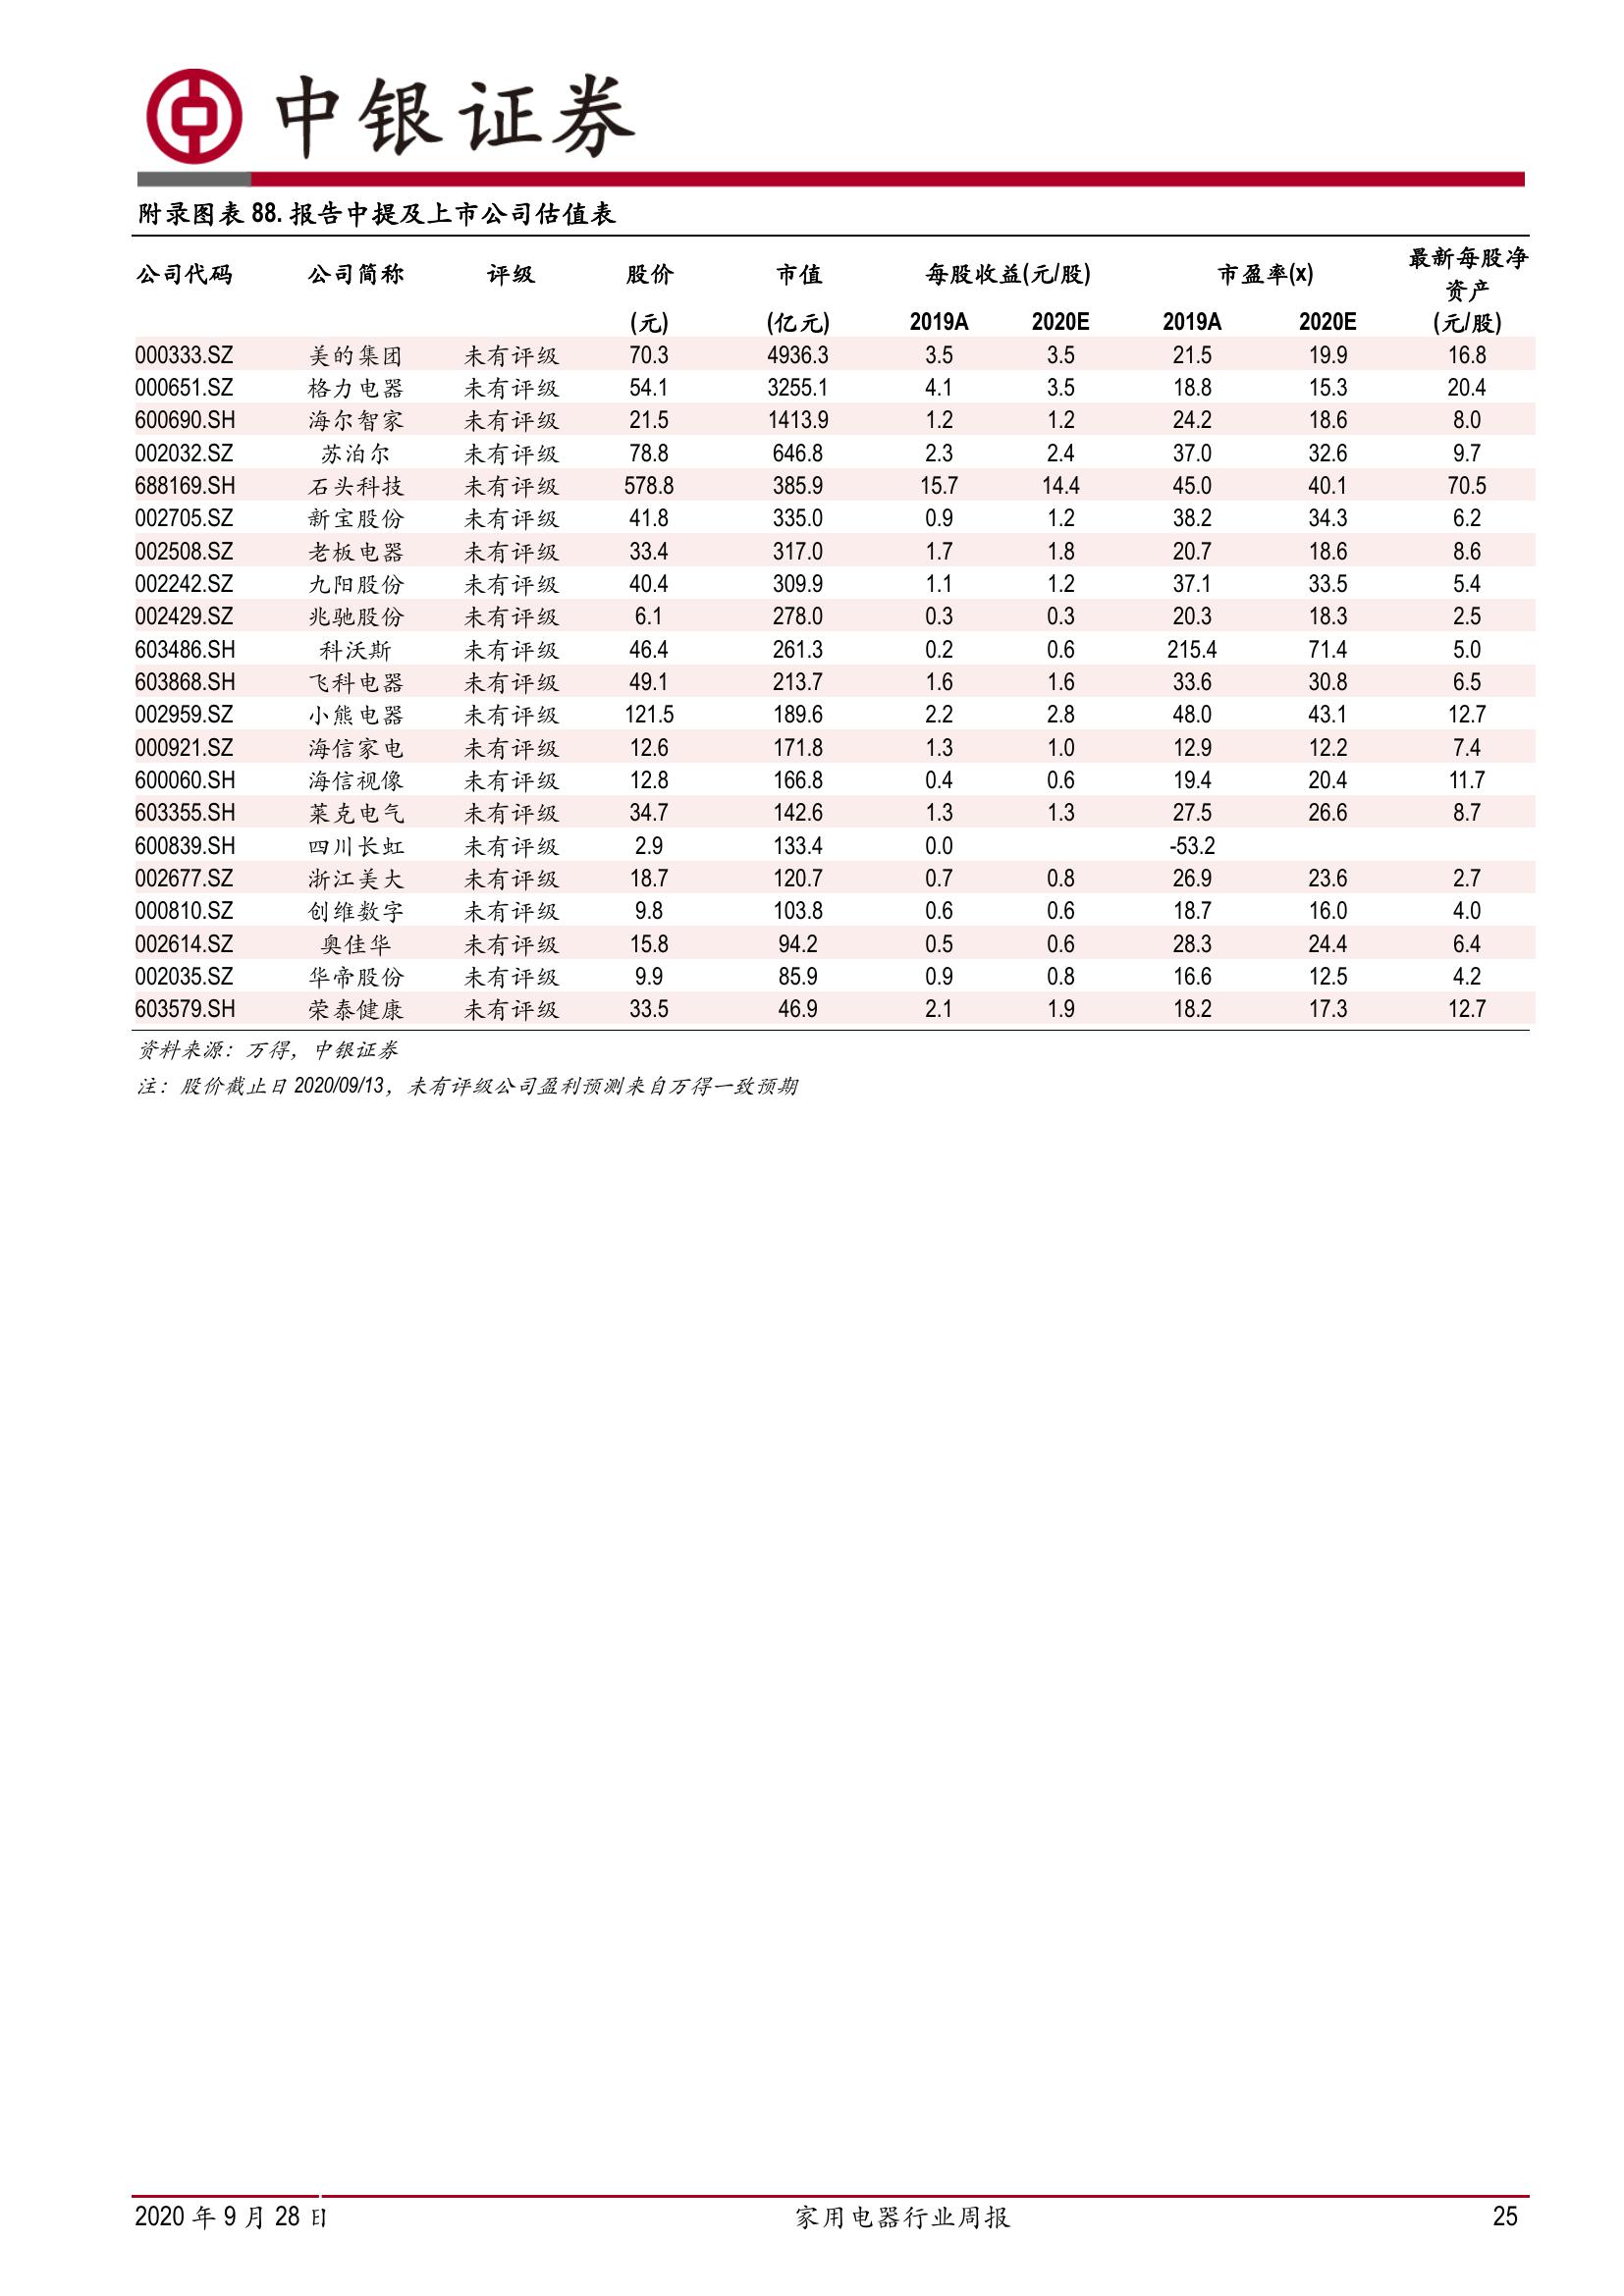 中银证券
附录图表 88. 报告中提及上市公司估值表
公司代码 公司简称 评级 股价 市值 每股收益(元/股) 市盈率(x) 最新每股净资产
(元) (亿元) 2019A 2020E 2019A 2020E (元/股)
000333.SZ 美的集团 未有评级 70.3 4936.3 3.5 3.5 21.5 19.9 16.8
000651.SZ 格力电器 未有评级 54.1 3255.1 4.1 3.5 18.8 15.3 20.4
600690.SH 海尔智家 未有评级 21.5 1413.9 1.2 1.2 24.2 18.6 8.0
002032.SZ 苏泊尔 未有评级 78.8 646.8 2.3 2.4 37.0 32.6 9.7
688169.SH 石头科技 未有评级 578.8 385.9 15.7 14.4 45.0 40.1 70.5
002705.SZ 新宝股份 未有评级 41.8 335.0 0.9 1.2 38.2 34.3 6.2
002508.SZ 老板电器 未有评级 33.4 317.0 1.7 1.8 20.7 18.6 8.6
002242.SZ 九阳股份 未有评级 40.4 309.9 1.1 1.2 37.1 33.5 5.4
002429.SZ 兆驰股份 未有评级 6.1 278.0 0.3 0.3 20.3 18.3 2.5
603486.SH 科沃斯 未有评级 46.4 261.3 0.2 0.6 215.4 71.4 5.0
603868.SH 飞科电器 未有评级 49.1 213.7 1.6 1.6 33.6 30.8 6.5
002959.SZ 小熊电器 未有评级 121.5 189.6 2.2 2.8 48.0 43.1 12.7
000921.SZ 海信家电 未有评级 12.6 171.8 1.3 1.0 12.9 12.2 7.4
600060.SH 海信视像 未有评级 12.8 166.8 0.4 0.6 19.4 20.4 11.7
603355.SH 莱克电气 未有评级 34.7 142.6 1.3 1.3 27.5 26.6 8.7
600839.SH 四川长虹 未有评级 2.9 133.4 0.0 -53.2
002677.SZ 浙江美大 未有评级 18.7 120.7 0.7 0.8 26.9 23.6 2.7
000810.SZ 创维数字 未有评级 9.8 103.8 0.6 0.6 18.7 16.0 4.0
002614.SZ 奥佳华 未有评级 15.8 94.2 0.5 0.6 28.3 24.4 6.4
002035.SZ 华帝股份 未有评级 9.9 85.9 0.9 0.8 16.6 12.5 4.2
603579.SH 荣泰健康 未有评级 33.5 46.9 2.1 1.9 18.2 17.3 12.7
资料来源：万得，中银证券
注：股价截止日 2020/09/13，未有评级公司盈利预测来自万得一致预期
2020 年 9 月 28 日 家用电器行业周报 25